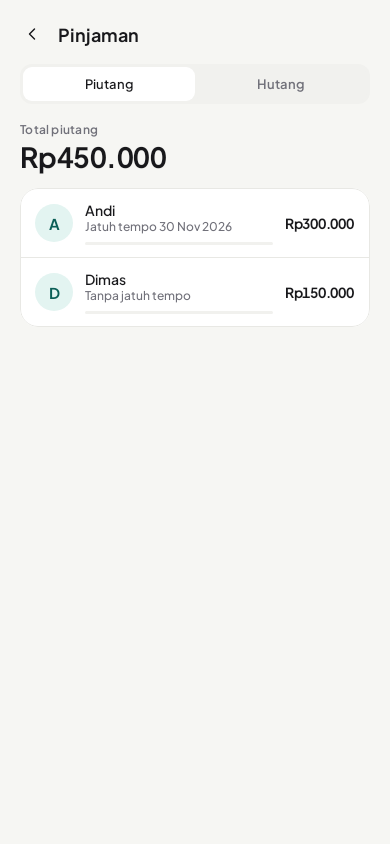 Pinjaman
Piutang
Hutang
Total piutang
Rp450.000
A
Andi
Jatuh tempo 30 Nov 2026
Rp300.000
D
Dimas
Tanpa jatuh tempo
Rp150.000